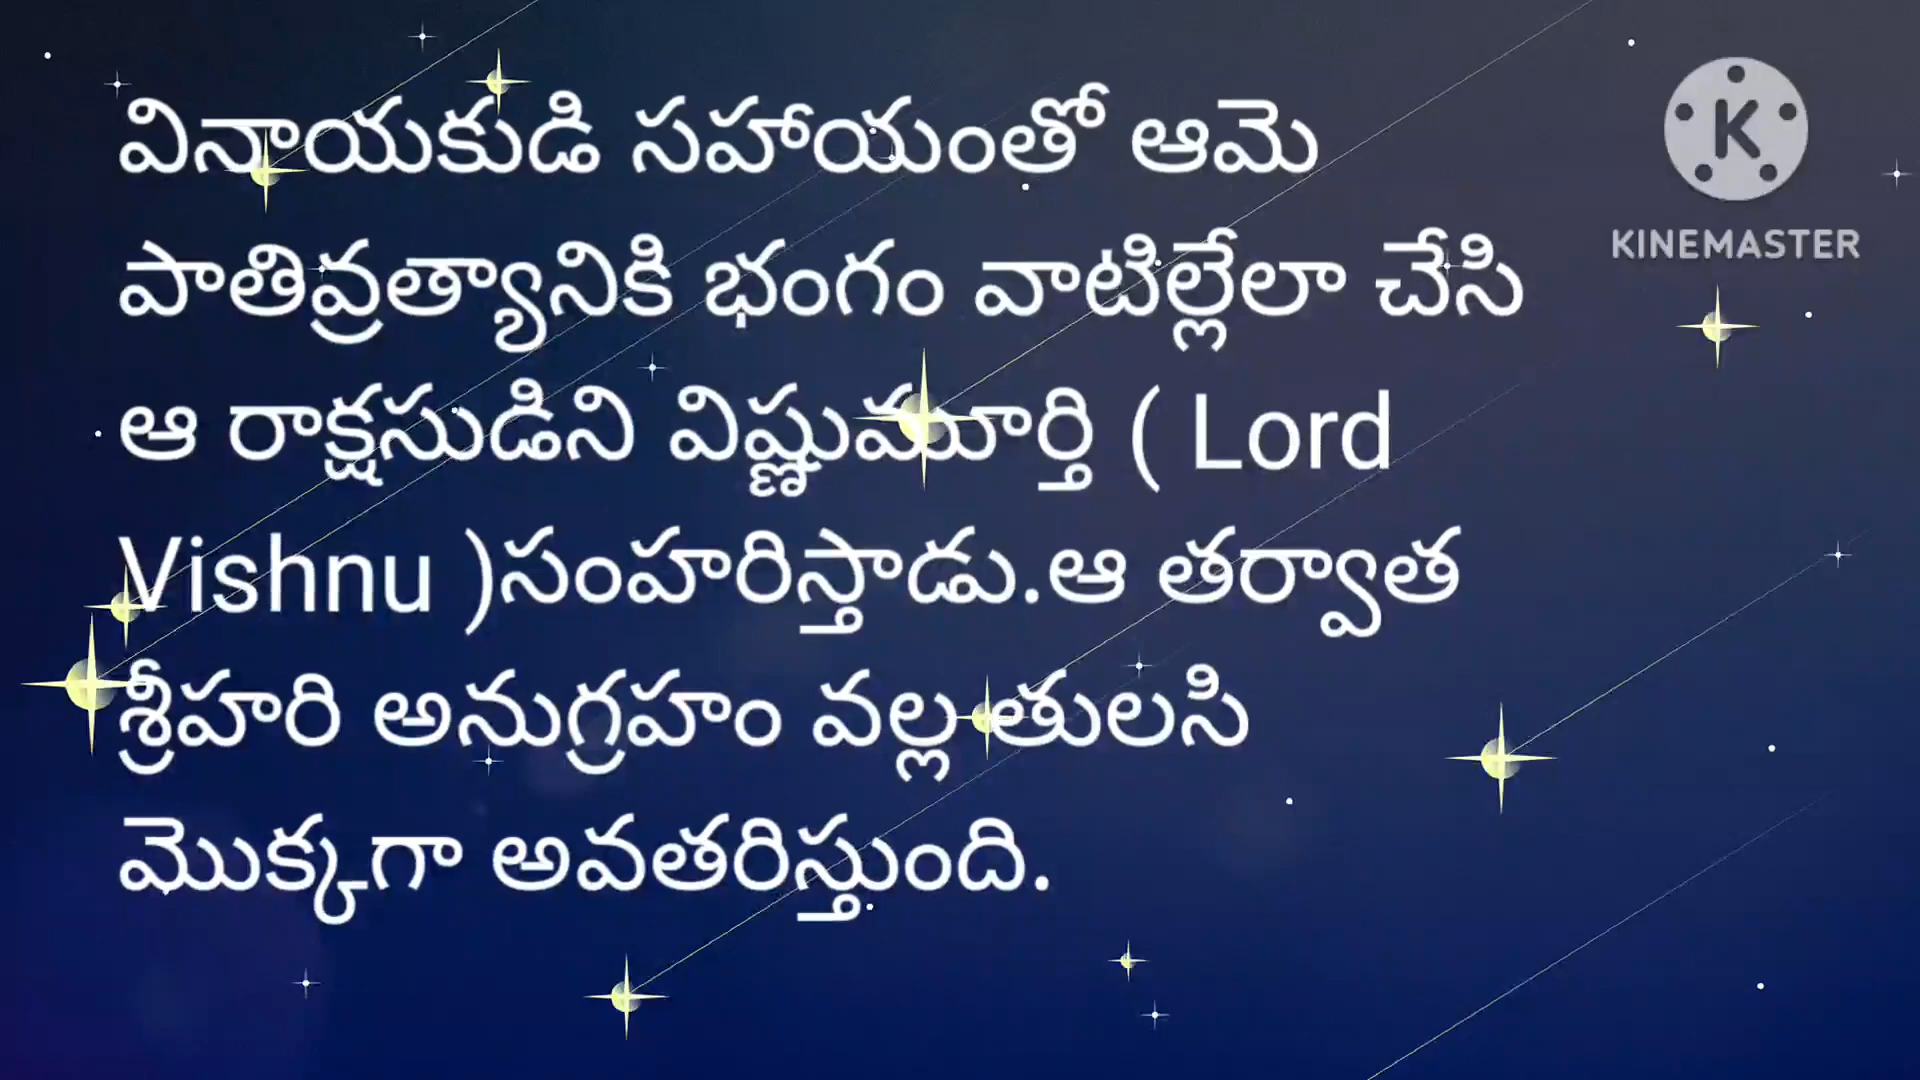 వినాయకుడి సహాయంతో ఆమె
పాతివ్రత్యానికి భంగం వాటిల్లేలా చేసి
ఆ రాక్షసుడిని విష్ణుమూర్తి ( Lord
Vishnu )సంహరిస్తాడు.ఆ తర్వాత
శ్రీహరి అనుగ్రహం వల్ల తులసి
మొక్కగా అవతరిస్తుంది.
K
KINEMASTER